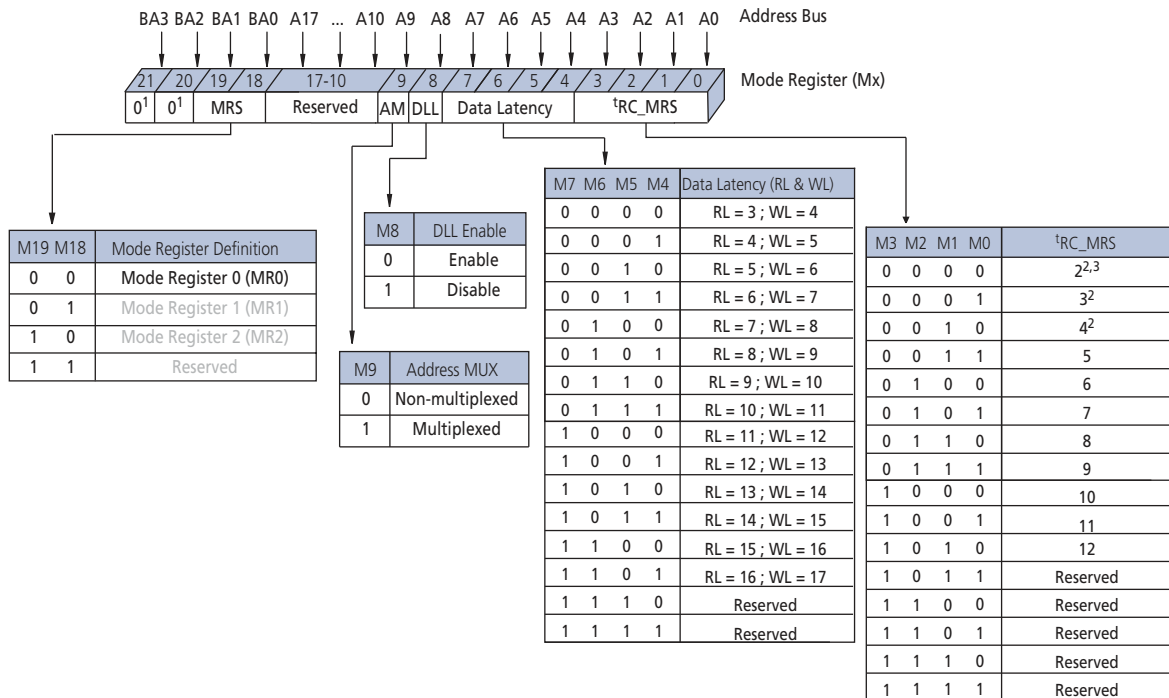 BA3 BA2 BA1 BA0 A17 ... A10 A9 A8 A7 A6 A5 A4 A3 A2 A1 A0 Address Bus
21 20 19 18 17-10 9 8 7 6 5 4 3 2 1 0 Mode Register (Mx)
0¹ 0¹ MRS Reserved AM DLL Data Latency ᵗRC_MRS
M19 M18 Mode Register Definition
0 0 Mode Register 0 (MR0)
0 1 Mode Register 1 (MR1)
1 0 Mode Register 2 (MR2)
1 1 Reserved
M8 DLL Enable
0 Enable
1 Disable
M9 Address MUX
0 Non-multiplexed
1 Multiplexed
M7 M6 M5 M4 Data Latency (RL & WL)
0 0 0 0 RL = 3 ; WL = 4
0 0 0 1 RL = 4 ; WL = 5
0 0 1 0 RL = 5 ; WL = 6
0 0 1 1 RL = 6 ; WL = 7
0 1 0 0 RL = 7 ; WL = 8
0 1 0 1 RL = 8 ; WL = 9
0 1 1 0 RL = 9 ; WL = 10
0 1 1 1 RL = 10 ; WL = 11
1 0 0 0 RL = 11 ; WL = 12
1 0 0 1 RL = 12 ; WL = 13
1 0 1 0 RL = 13 ; WL = 14
1 0 1 1 RL = 14 ; WL = 15
1 1 0 0 RL = 15 ; WL = 16
1 1 0 1 RL = 16 ; WL = 17
1 1 1 0 Reserved
1 1 1 1 Reserved
M3 M2 M1 M0 ᵗRC_MRS
0 0 0 0 2²,³
0 0 0 1 3²
0 0 1 0 4²
0 0 1 1 5
0 1 0 0 6
0 1 0 1 7
0 1 1 0 8
0 1 1 1 9
1 0 0 0 10
1 0 0 1 11
1 0 1 0 12
1 0 1 1 Reserved
1 1 0 0 Reserved
1 1 0 1 Reserved
1 1 1 0 Reserved
1 1 1 1 Reserved